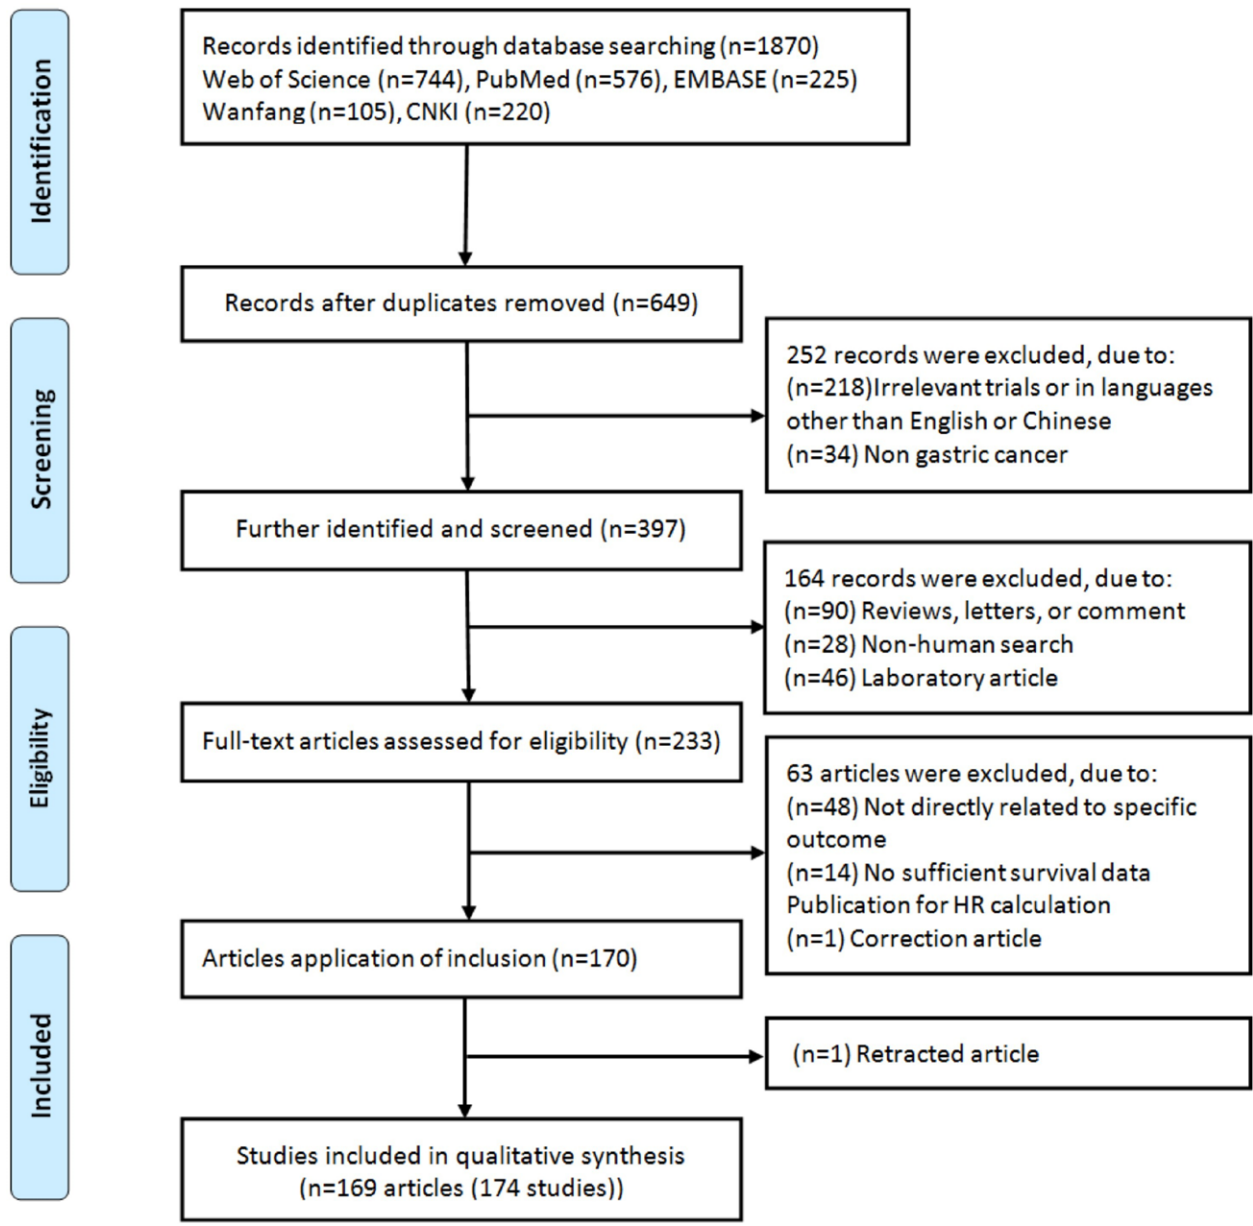 Identification
Records identified through database searching (n=1870)
Web of Science (n=744), PubMed (n=576), EMBASE (n=225)
Wanfang (n=105), CNKI (n=220)
Records after duplicates removed (n=649)
Screening
252 records were excluded, due to:
(n=218)Irrelevant trials or in languages
other than English or Chinese
(n=34) Non gastric cancer
Further identified and screened (n=397)
164 records were excluded, due to:
(n=90) Reviews, letters, or comment
(n=28) Non-human search
(n=46) Laboratory article
Eligibility
Full-text articles assessed for eligibility (n=233)
63 articles were excluded, due to:
(n=48) Not directly related to specific
outcome
(n=14) No sufficient survival data
Publication for HR calculation
(n=1) Correction article
Included
Articles application of inclusion (n=170)
(n=1) Retracted article
Studies included in qualitative synthesis
(n=169 articles (174 studies))